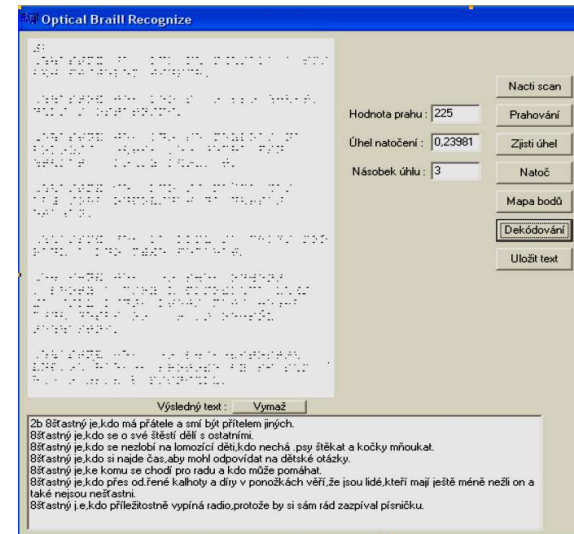 Optical Braill Recognize
Nacti scan
Hodnota prahu : 225
Prahování
Úhel natočení : 0,23981
Zjisti úhel
Násobek úhlu : 3
Natoč
Mapa bodů
Dekódování
Uložit text
Výsledný text :
Vymaž
2b 8šťastný je,kdo má přátele a smí být přítelem jiných.
8šťastný je,kdo se o své štěstí dělí s ostatními.
8šťastný je,kdo se nezlobí na lomozící děti,kdo nechá .psy štěkat a kočky mňoukat.
8šťastný je,kdo si najde čas,aby mohl odpovídat na dětské otázky.
8šťastný je,ke komu se chodí pro radu a kdo může pomáhat.
8šťastný je,kdo přes od.řené kalhoty a díry v ponožkách věří,že jsou lidé,kteří mají ještě méně nežli on a
také nejsou nešťastni.
8šťastný j.e,kdo příležitostně vypíná radio,protože by si sám rád zazpíval písničku.